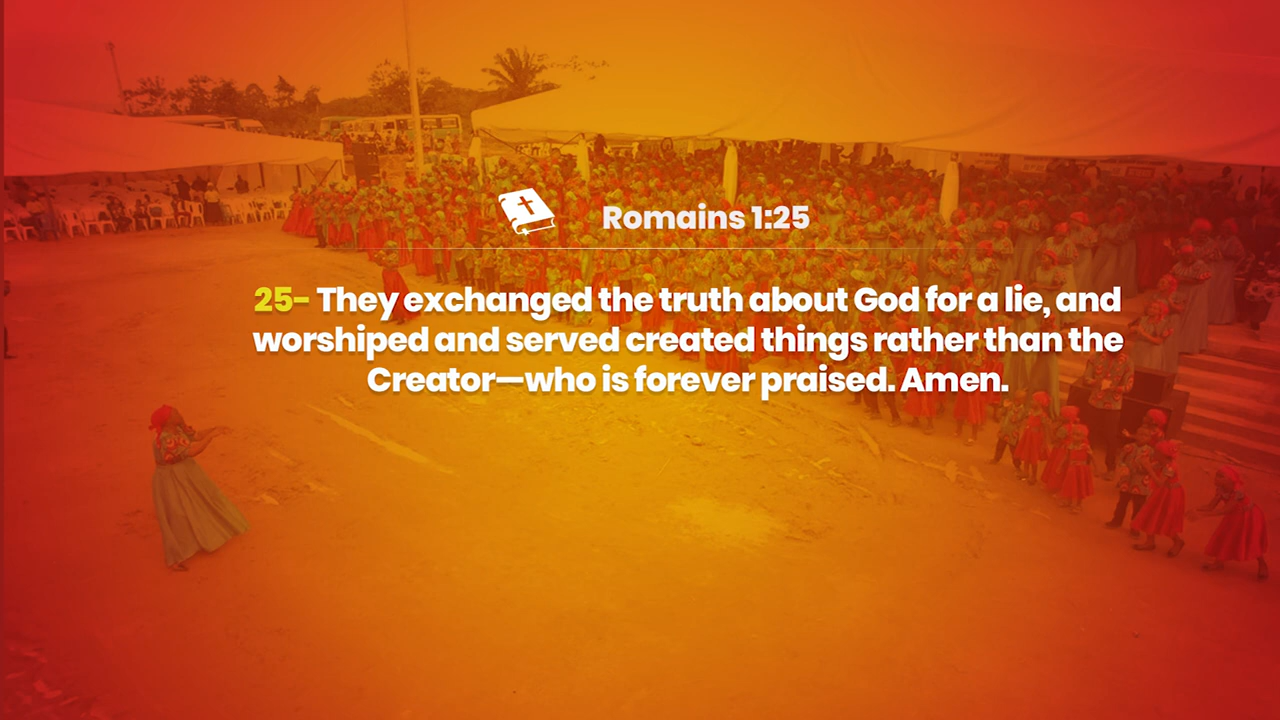 Romains 1:25
25- They exchanged the truth about God for a lie, and
worshiped and served created things rather than the
Creator—who is forever praised. Amen.